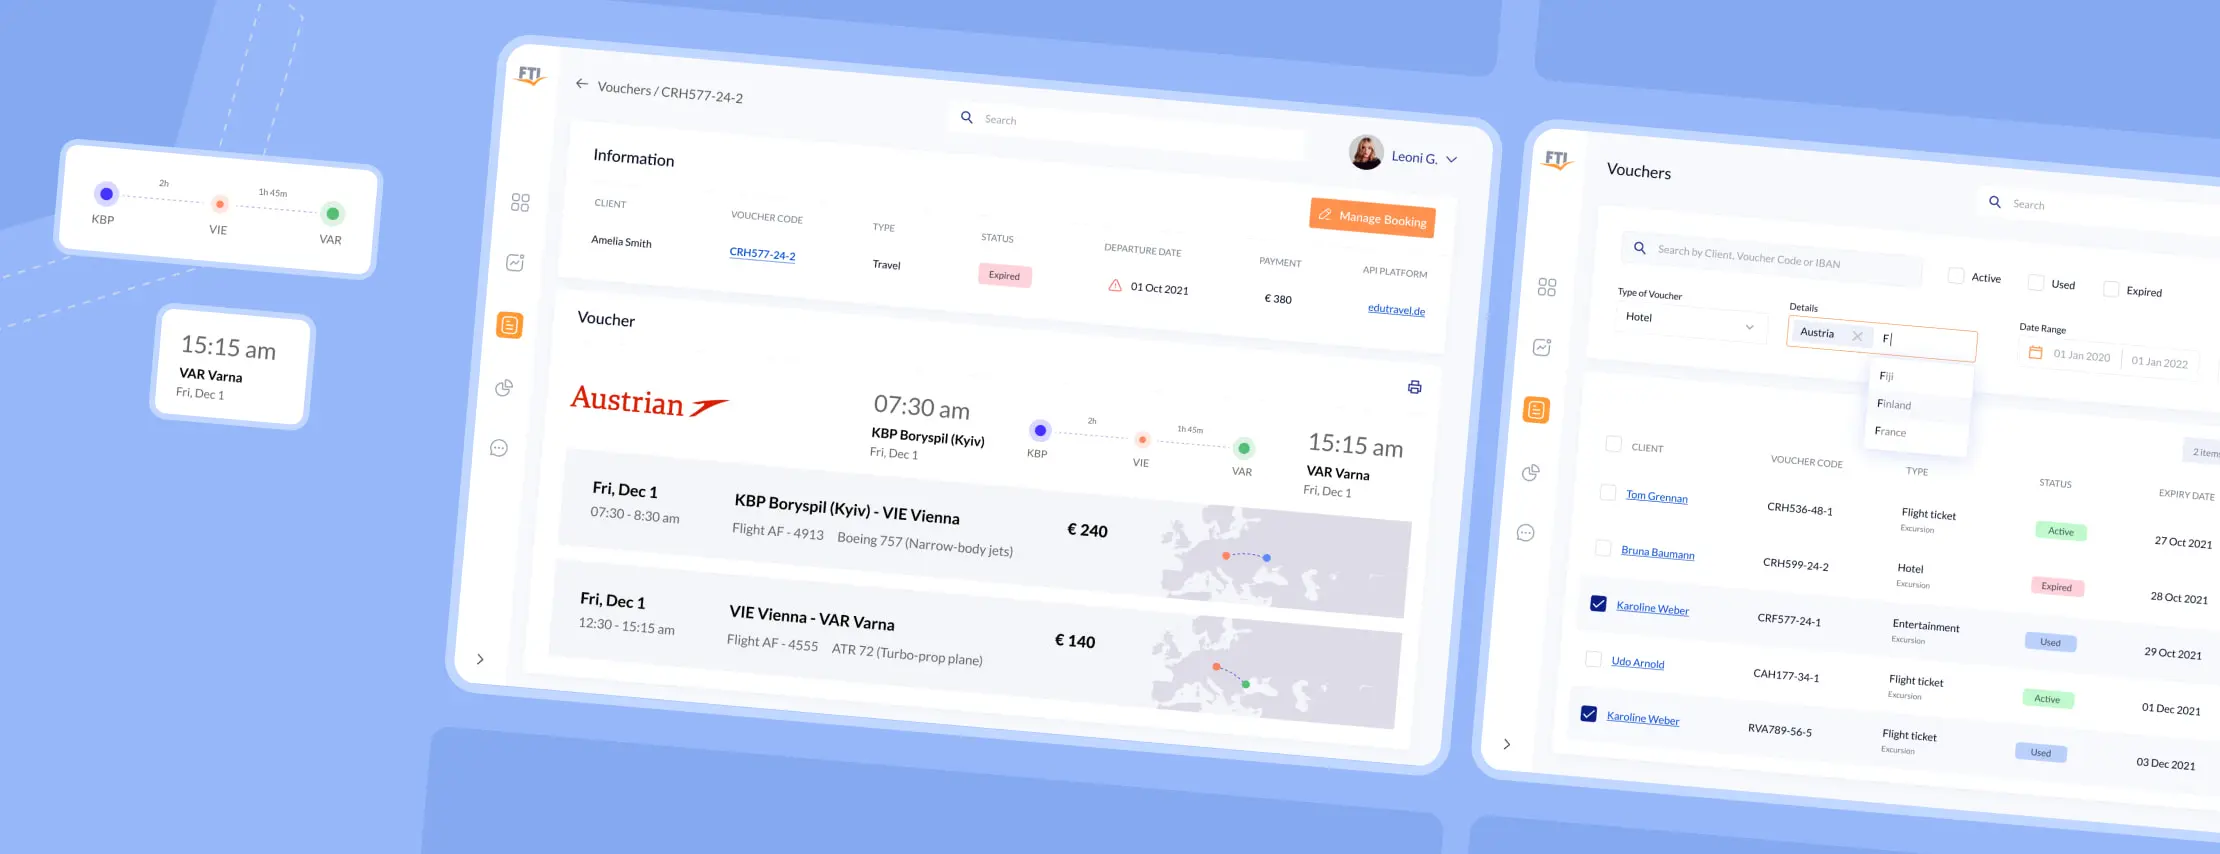 2h
1h 45m
KBP
VIE
VAR
15:15 am
VAR Varna
Fri, Dec 1
FTI
Vouchers / CRH577-24-2
Search
Leoni G.
Information
Manage Booking
CLIENT
VOUCHER CODE
TYPE
STATUS
DEPARTURE DATE
PAYMENT
API PLATFORM
Amelia Smith
CRH577-24-2
Travel
Expired
01 Oct 2021
€ 380
edutravel.de
Voucher
Austrian
07:30 am
KBP Boryspil (Kyiv)
Fri, Dec 1
2h
1h 45m
KBP
VIE
VAR
15:15 am
VAR Varna
Fri, Dec 1
Fri, Dec 1
07:30 - 8:30 am
KBP Boryspil (Kyiv) - VIE Vienna
Flight AF - 4913 Boeing 757 (Narrow-body jets)
€ 240
Fri, Dec 1
12:30 - 15:15 am
VIE Vienna - VAR Varna
Flight AF - 4555 ATR 72 (Turbo-prop plane)
€ 140
FTI
Vouchers
Search
Search by Client, Voucher Code or IBAN
Active
Used
Expired
Type of Voucher
Hotel
Details
Austria
F
Fiji
Finland
France
Date Range
01 Jan 2020
01 Jan 2022
2 items
CLIENT
VOUCHER CODE
TYPE
STATUS
EXPIRY DATE
Tom Grennan
CRH536-48-1
Flight ticket
Excursion
Active
27 Oct 2021
Bruna Baumann
CRH599-24-2
Hotel
Excursion
Expired
28 Oct 2021
Karoline Weber
CRF577-24-1
Entertainment
Excursion
Used
29 Oct 2021
Udo Arnold
CAH177-34-1
Flight ticket
Excursion
Active
01 Dec 2021
Karoline Weber
RVA789-56-5
Flight ticket
Excursion
Used
03 Dec 2021